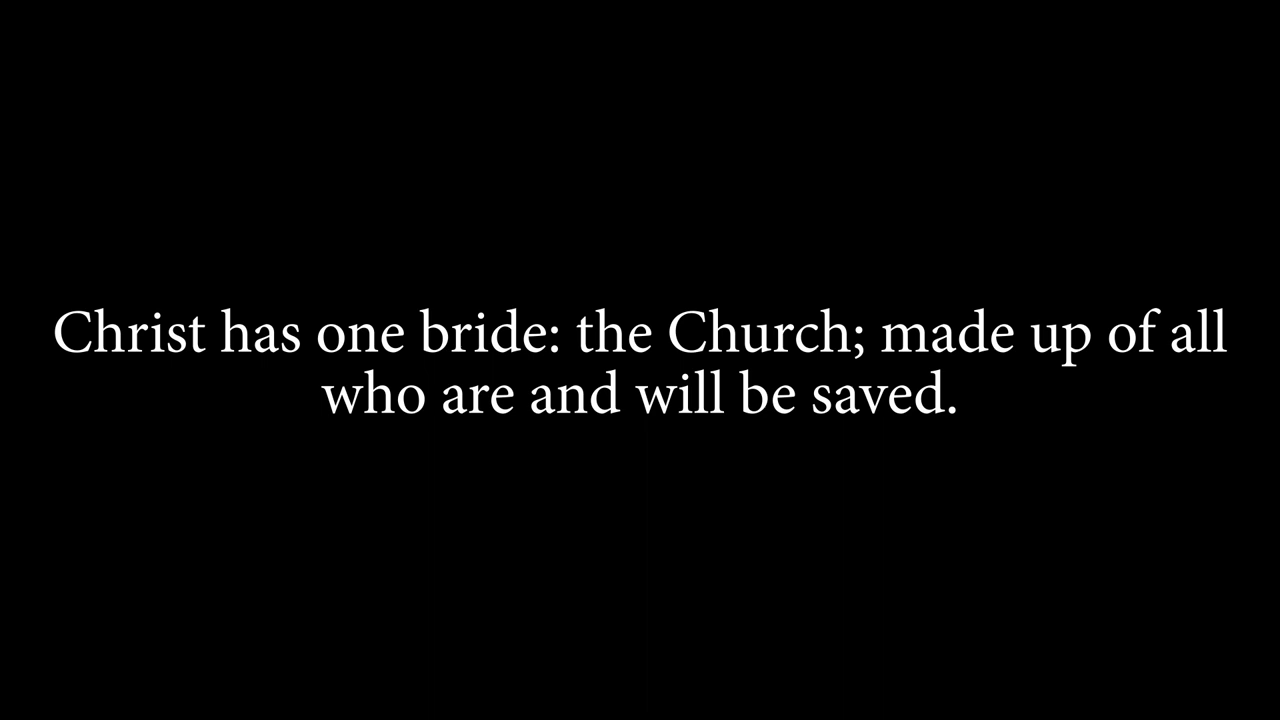 Christ has one bride: the Church; made up of all
who are and will be saved.